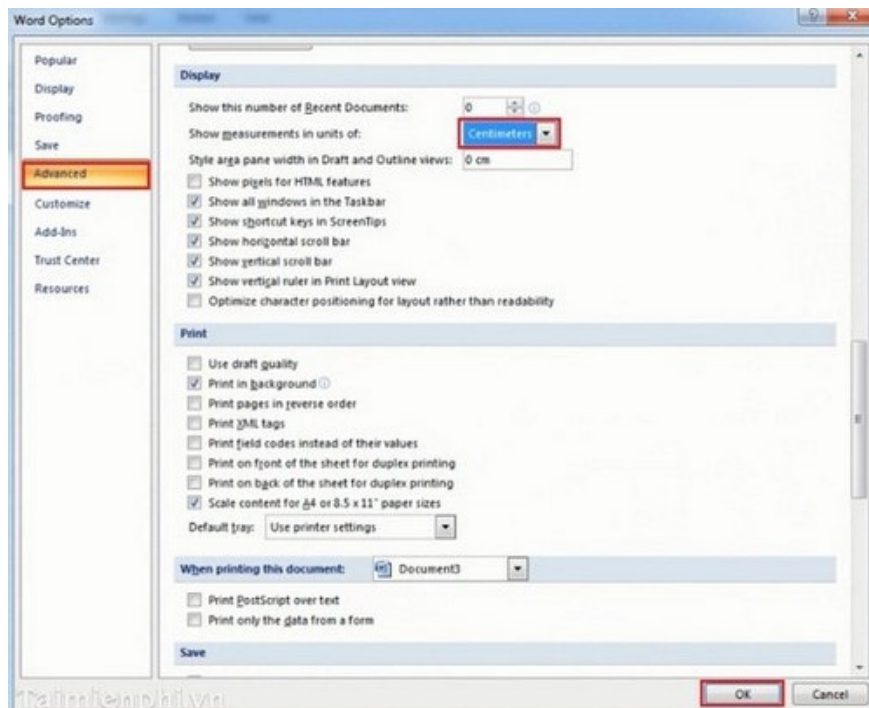 Word Options
Popular
Display
Proofing
Save
Advanced
Customize
Add-Ins
Trust Center
Resources
Display
Show this number of Recent Documents: 0
Show measurements in units of: Centimeters
Style area pane width in Draft and Outline views: 0 cm
Show pixels for HTML features
Show all windows in the Taskbar
Show shortcut keys in ScreenTips
Show horizontal scroll bar
Show vertical scroll bar
Show vertical ruler in Print Layout view
Optimize character positioning for layout rather than readability
Print
Use draft quality
Print in background
Print pages in reverse order
Print XML tags
Print field codes instead of their values
Print on front of the sheet for duplex printing
Print on back of the sheet for duplex printing
Scale content for A4 or 8.5 x 11" paper sizes
Default tray: Use printer settings
When printing this document: Document3
Print PostScript over text
Print only the data from a form
Save
OK Cancel
Taimienphi.vn